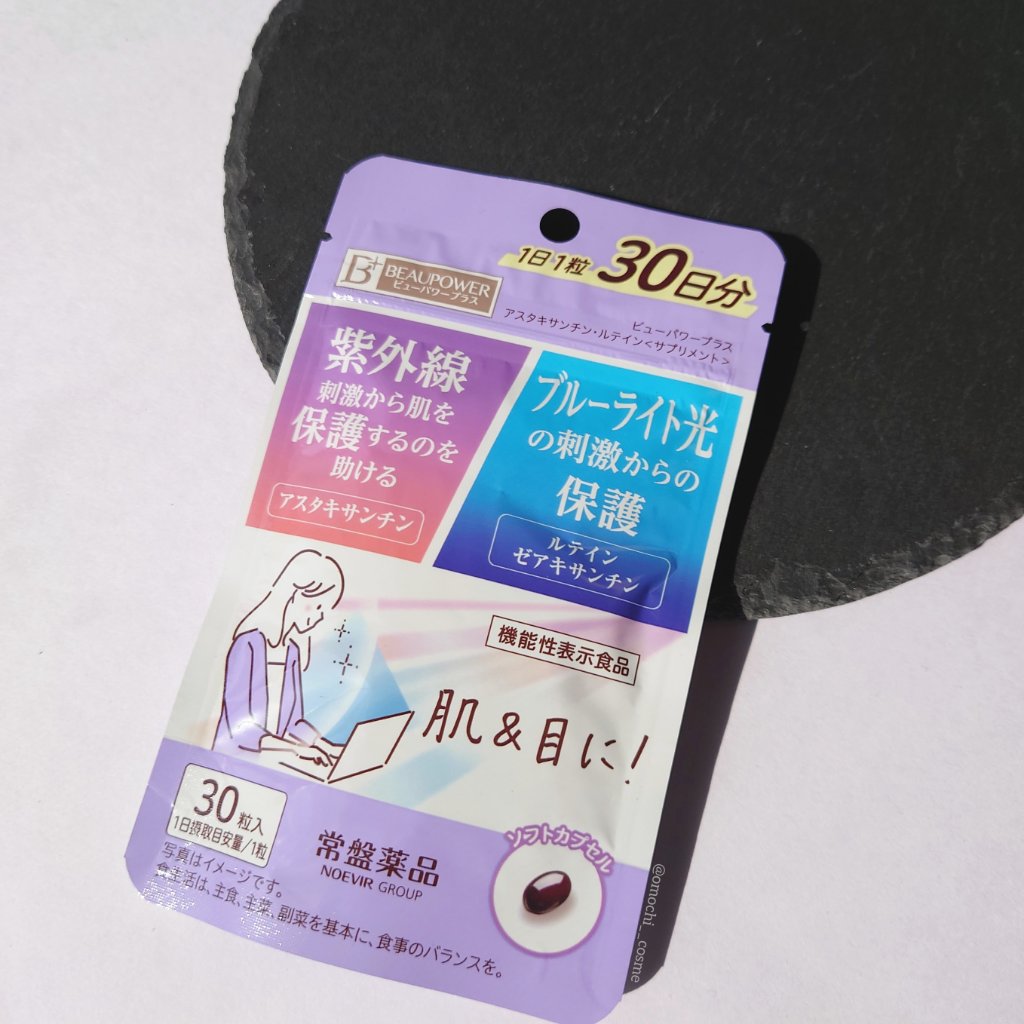 1日1粒 30日分
B+ BEAUPOWER
ビューパワープラス
ビューパワープラス
アスタキサンチン・ルテイン<サプリメント>
紫外線
刺激から肌を
保護するのを
助ける
アスタキサンチン
ブルーライト光
の刺激からの
保護
ルテイン
ゼアキサンチン
機能性表示食品
肌&目に!
30粒入
1日摂取目安量/1粒
常盤薬品
NOEVIR GROUP
ソフトカプセル
写真はイメージです。
食生活は、主食、主菜、副菜を基本に、食事のバランスを。
@omochi__cosme